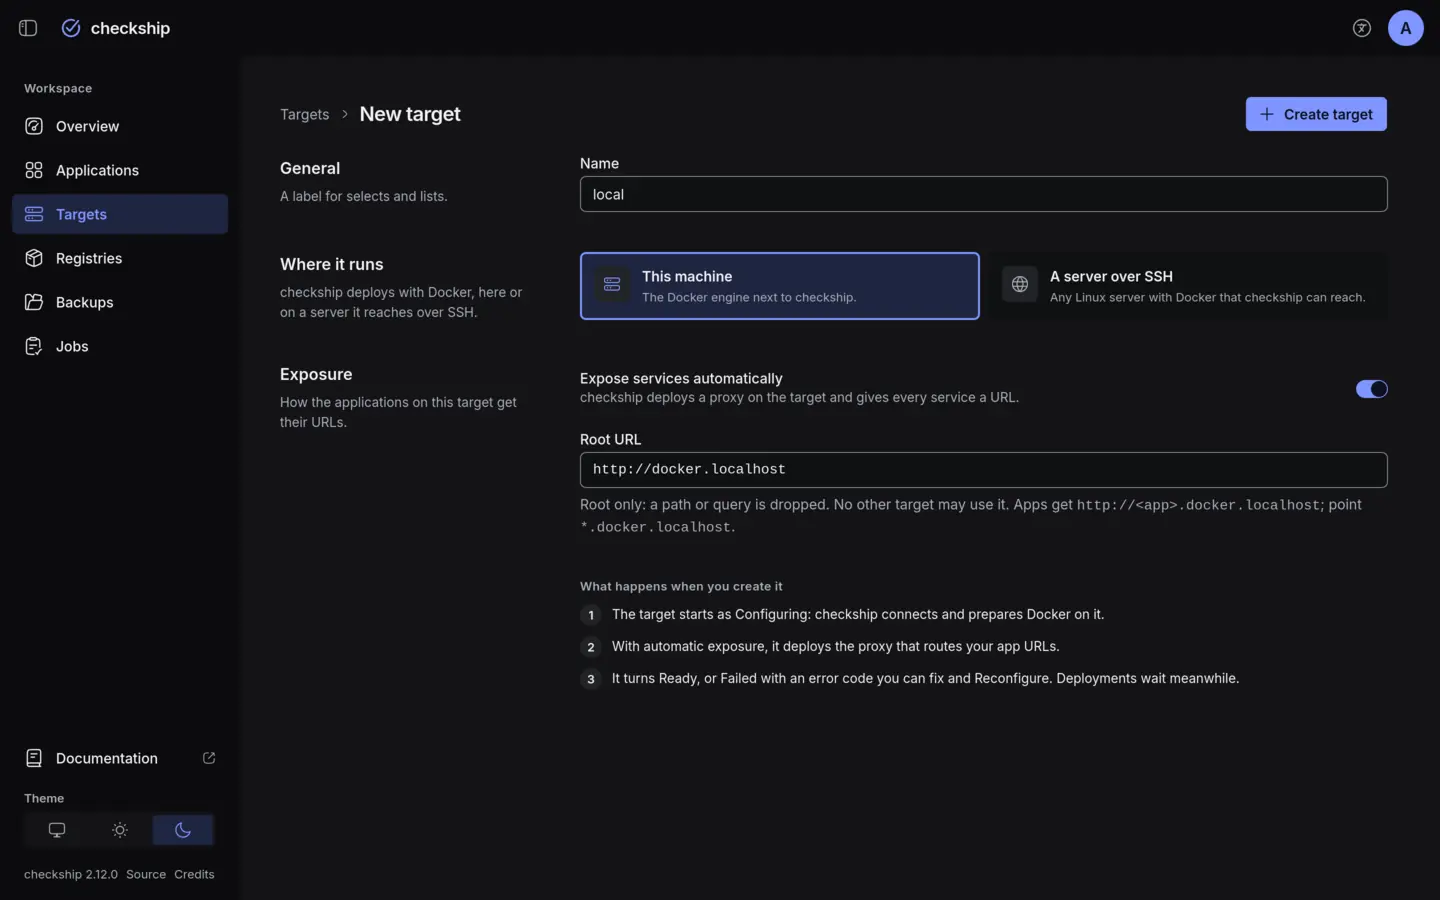 checkship
A
Workspace
Overview
Applications
Targets
Registries
Backups
Jobs
Documentation
Theme
checkship 2.12.0 Source Credits
Targets > New target
Create target
General
A label for selects and lists.
Name
local
Where it runs
checkship deploys with Docker, here or
on a server it reaches over SSH.
This machine
The Docker engine next to checkship.
A server over SSH
Any Linux server with Docker that checkship can reach.
Exposure
How the applications on this target get
their URLs.
Expose services automatically
checkship deploys a proxy on the target and gives every service a URL.
Root URL
http://docker.localhost
Root only: a path or query is dropped. No other target may use it. Apps get http://<app>.docker.localhost; point
*.docker.localhost.
What happens when you create it
1 The target starts as Configuring: checkship connects and prepares Docker on it.
2 With automatic exposure, it deploys the proxy that routes your app URLs.
3 It turns Ready, or Failed with an error code you can fix and Reconfigure. Deployments wait meanwhile.